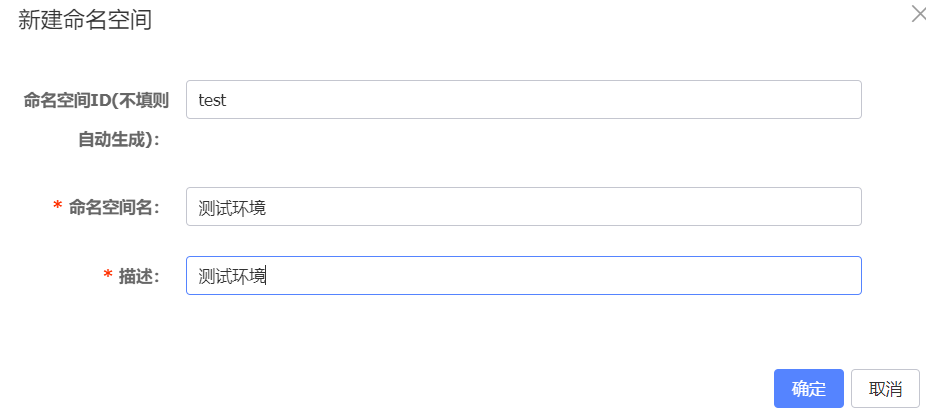 新建命名空间
命名空间ID(不填则
自动生成)：
test
* 命名空间名：
测试环境
* 描述：
测试环境
确定
取消